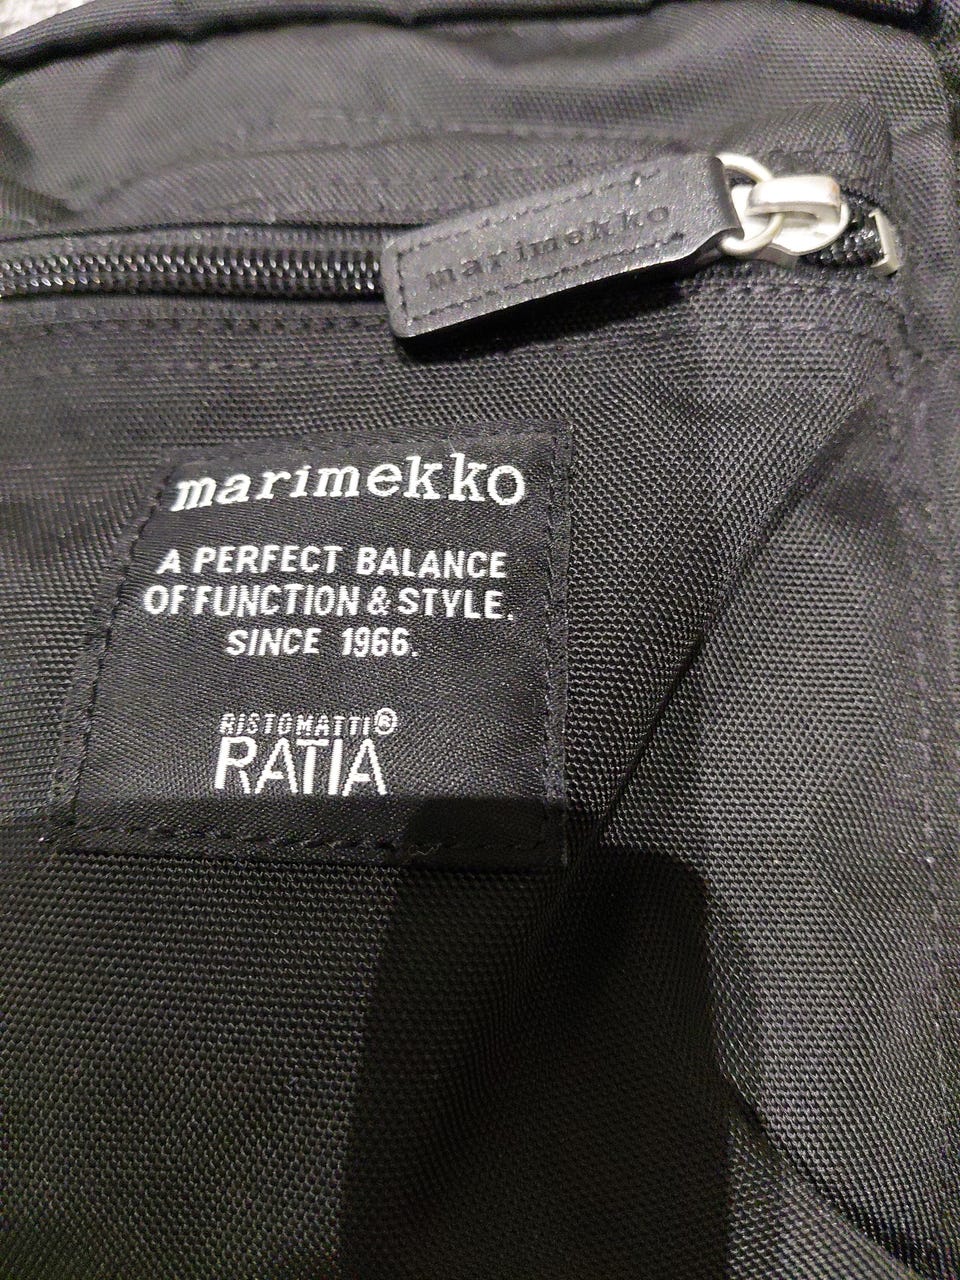 marimekko
marimekko
A PERFECT BALANCE
OF FUNCTION & STYLE.
SINCE 1966.
RISTOMATTI®
RATIA